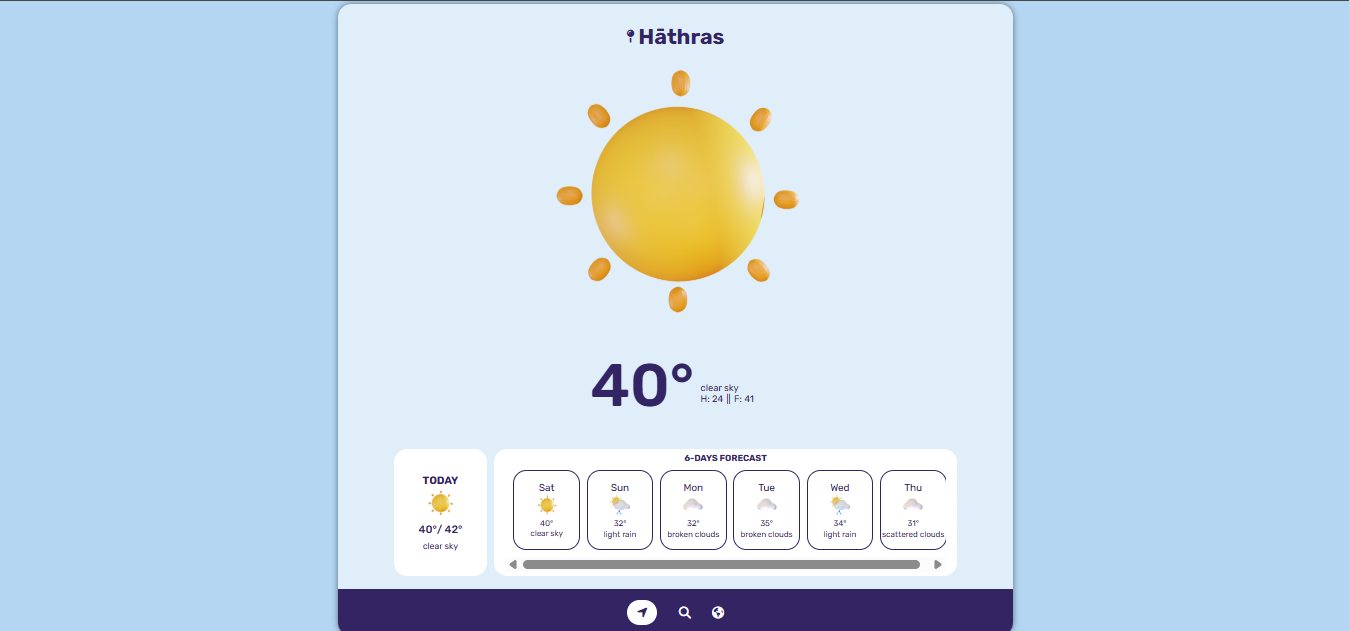 Hāthras
40°
clear sky
H: 24 || F: 41
TODAY
40°/ 42°
clear sky
6-DAYS FORECAST
Sat
40°
clear sky
Sun
32°
light rain
Mon
32°
broken clouds
Tue
35°
broken clouds
Wed
34°
light rain
Thu
31°
scattered clouds